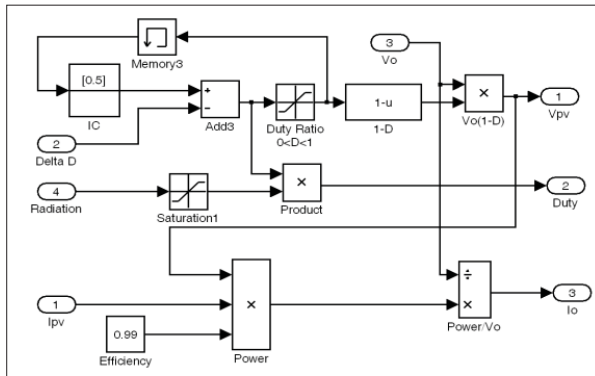 3
Vo
Memory3
[0.5]
IC
+
−
Add3
Duty Ratio
0<D<1
1-u
1-D
×
Vo(1-D)
1
Vpv
2
Delta D
4
Radiation
Saturation1
×
Product
2
Duty
1
Ipv
0.99
Efficiency
×
Power
÷
×
Power/Vo
3
Io